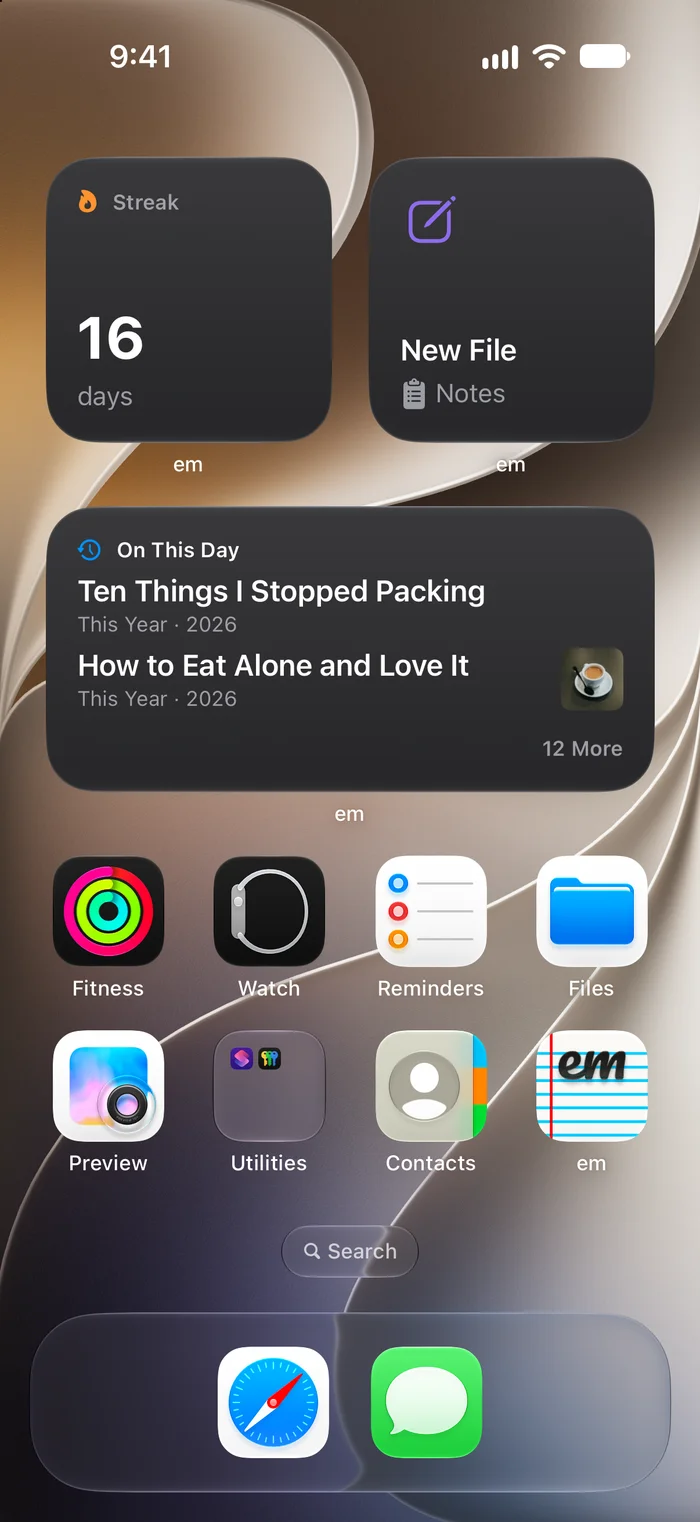 9:41
Streak
16
days
em
New File
Notes
em
On This Day
Ten Things I Stopped Packing
This Year · 2026
How to Eat Alone and Love It
This Year · 2026
12 More
em
Fitness
Watch
Reminders
Files
Preview
Utilities
Contacts
em
em
Search